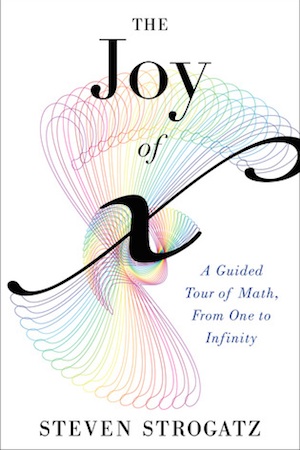 THE
Joy
of
x
A Guided
Tour of Math,
From One to
Infinity
STEVEN STROGATZ